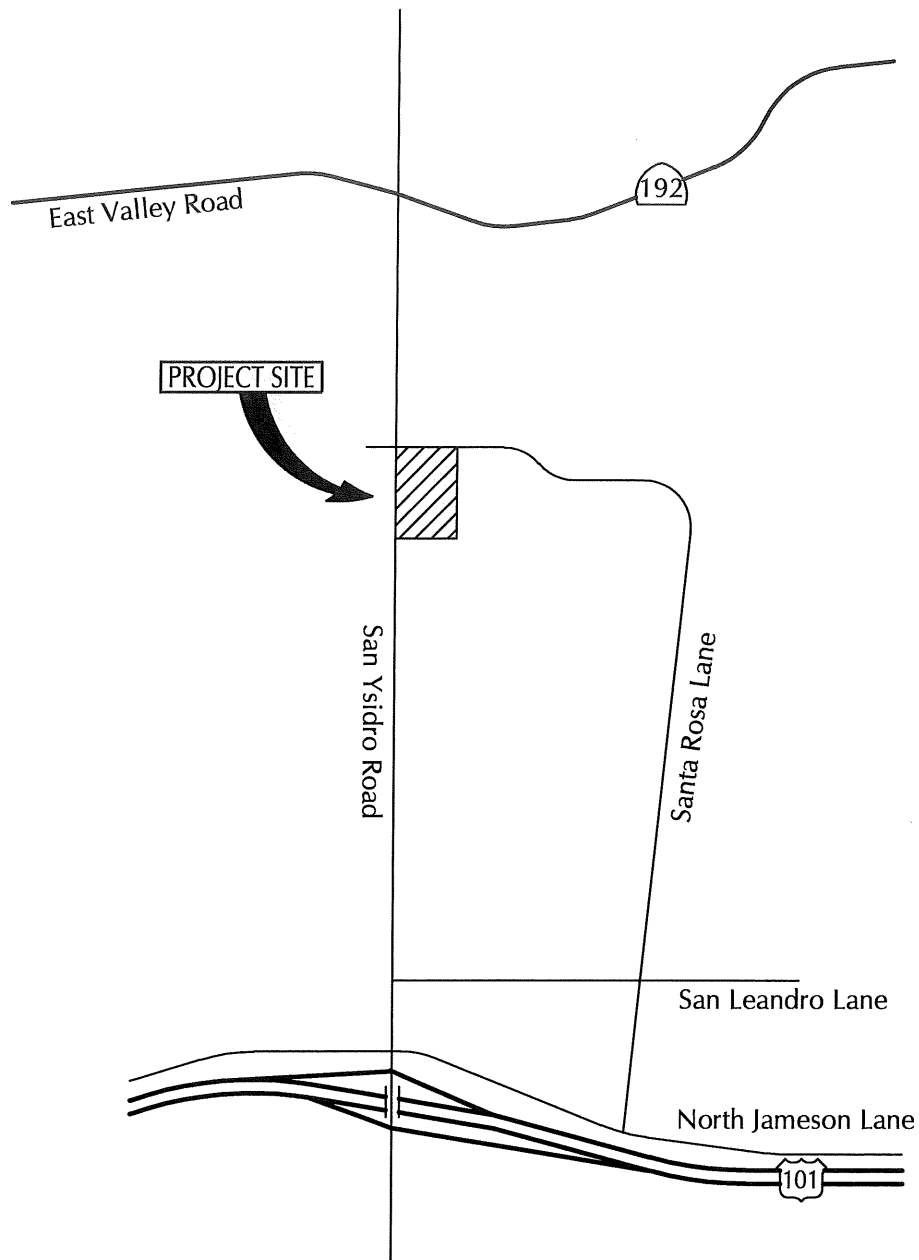 192
East Valley Road
PROJECT SITE
San Ysidro Road
Santa Rosa Lane
San Leandro Lane
North Jameson Lane
101